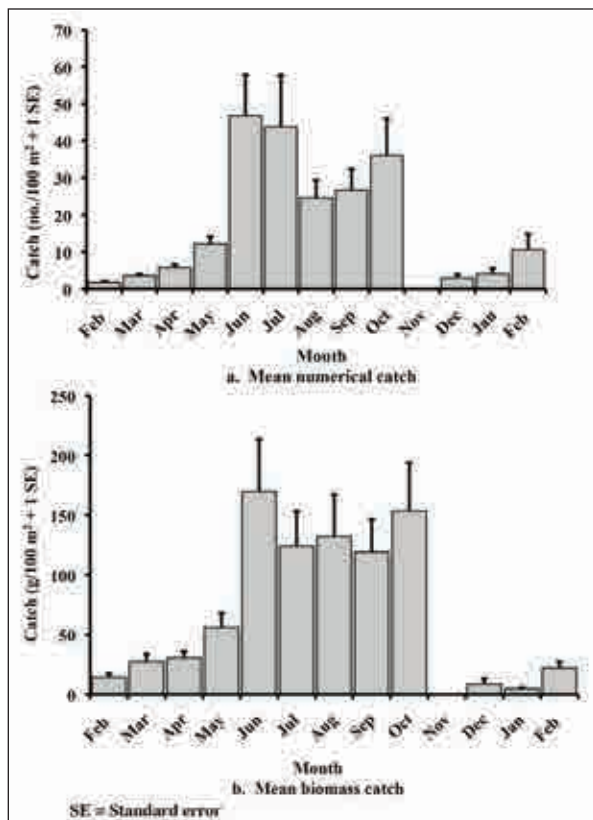 70
60
50
40
30
20
10
0
Catch (no./100 m² + 1 SE)
Feb Mar Apr May Jun Jul Aug Sep Oct Nov Dec Jan Feb
Month
a. Mean numerical catch
250
200
150
100
50
0
Catch (g/100 m² + 1 SE)
Feb Mar Apr May Jun Jul Aug Sep Oct Nov Dec Jan Feb
Month
b. Mean biomass catch
SE = Standard error